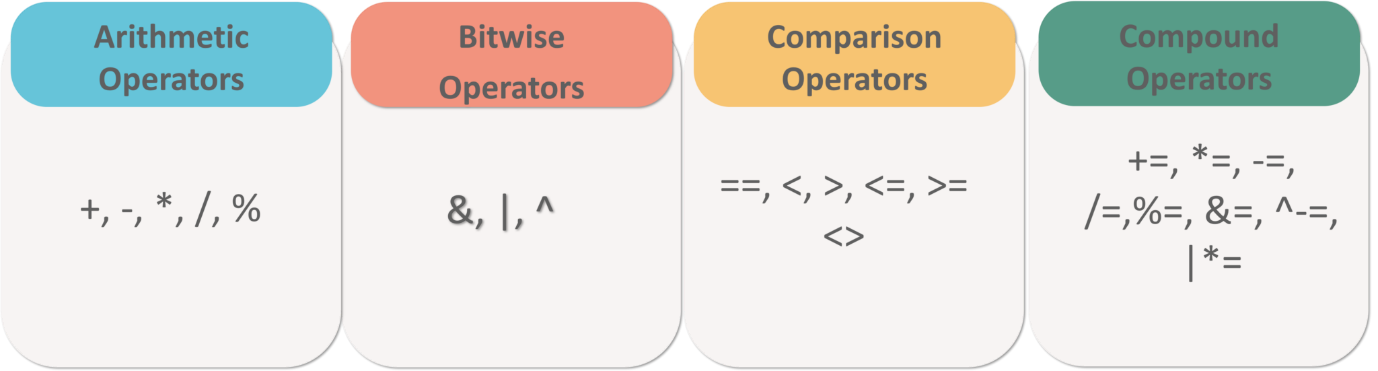 Arithmetic
Operators
+, -, *, /, %
Bitwise
Operators
&, |, ^
Comparison
Operators
==, <, >, <=, >=
<>
Compound
Operators
+=, *=, -=,
/=,%=, &=, ^-=,
|*=